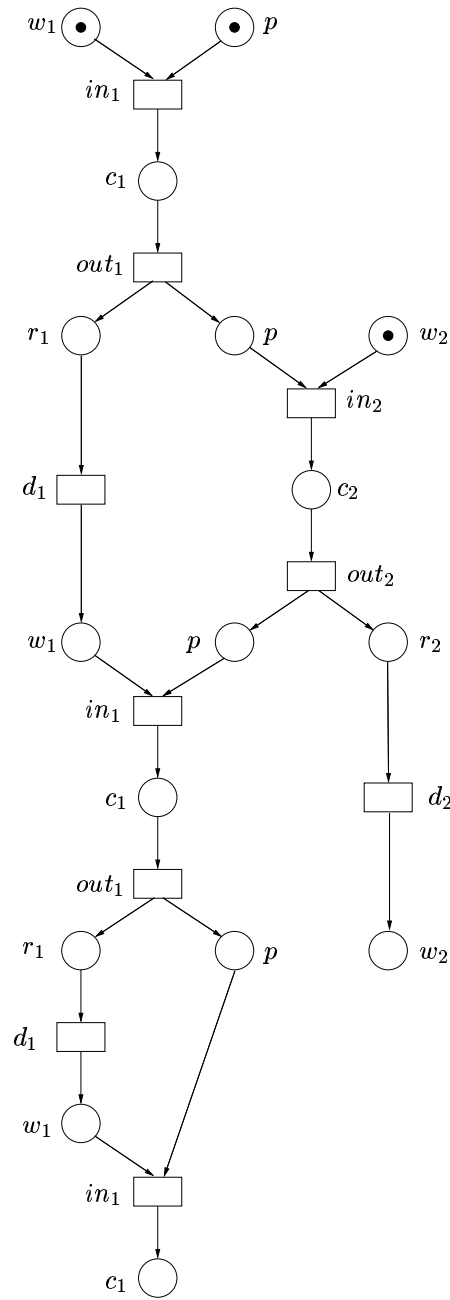 w₁ p
in₁
c₁
out₁
r₁ p w₂
in₂
d₁ c₂
out₂
w₁ p r₂
in₁
c₁ d₂
out₁
r₁ p w₂
d₁
w₁
in₁
c₁